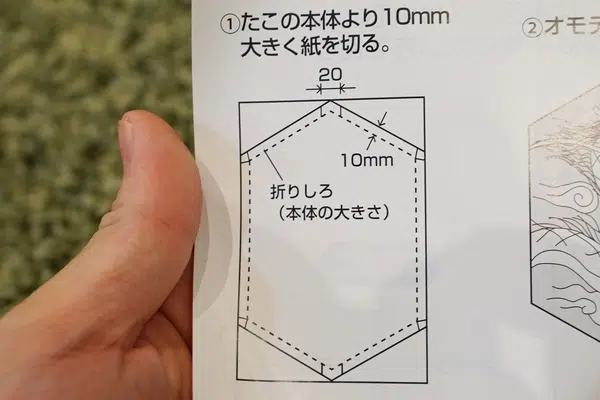 ①たこの本体より10mm
大きく紙を切る。
20
10mm
折りしろ
（本体の大きさ）
②オモテ